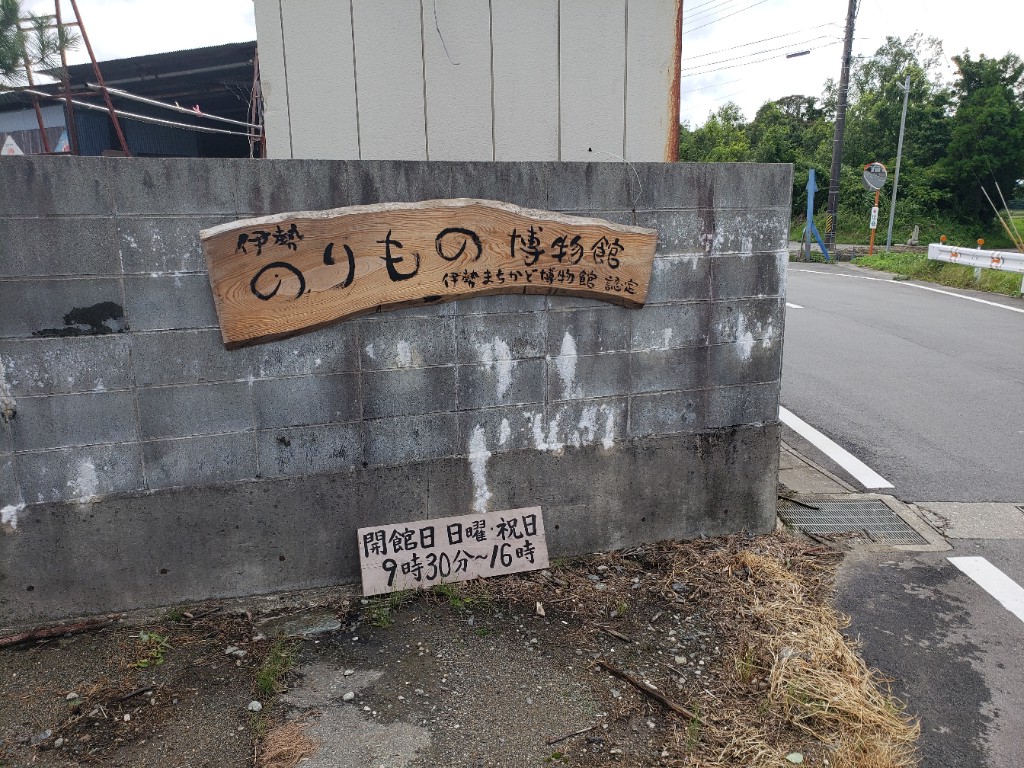 伊勢 のりもの博物館
伊勢まちかど博物館 認定
開館日 日曜・祝日
9時30分～16時